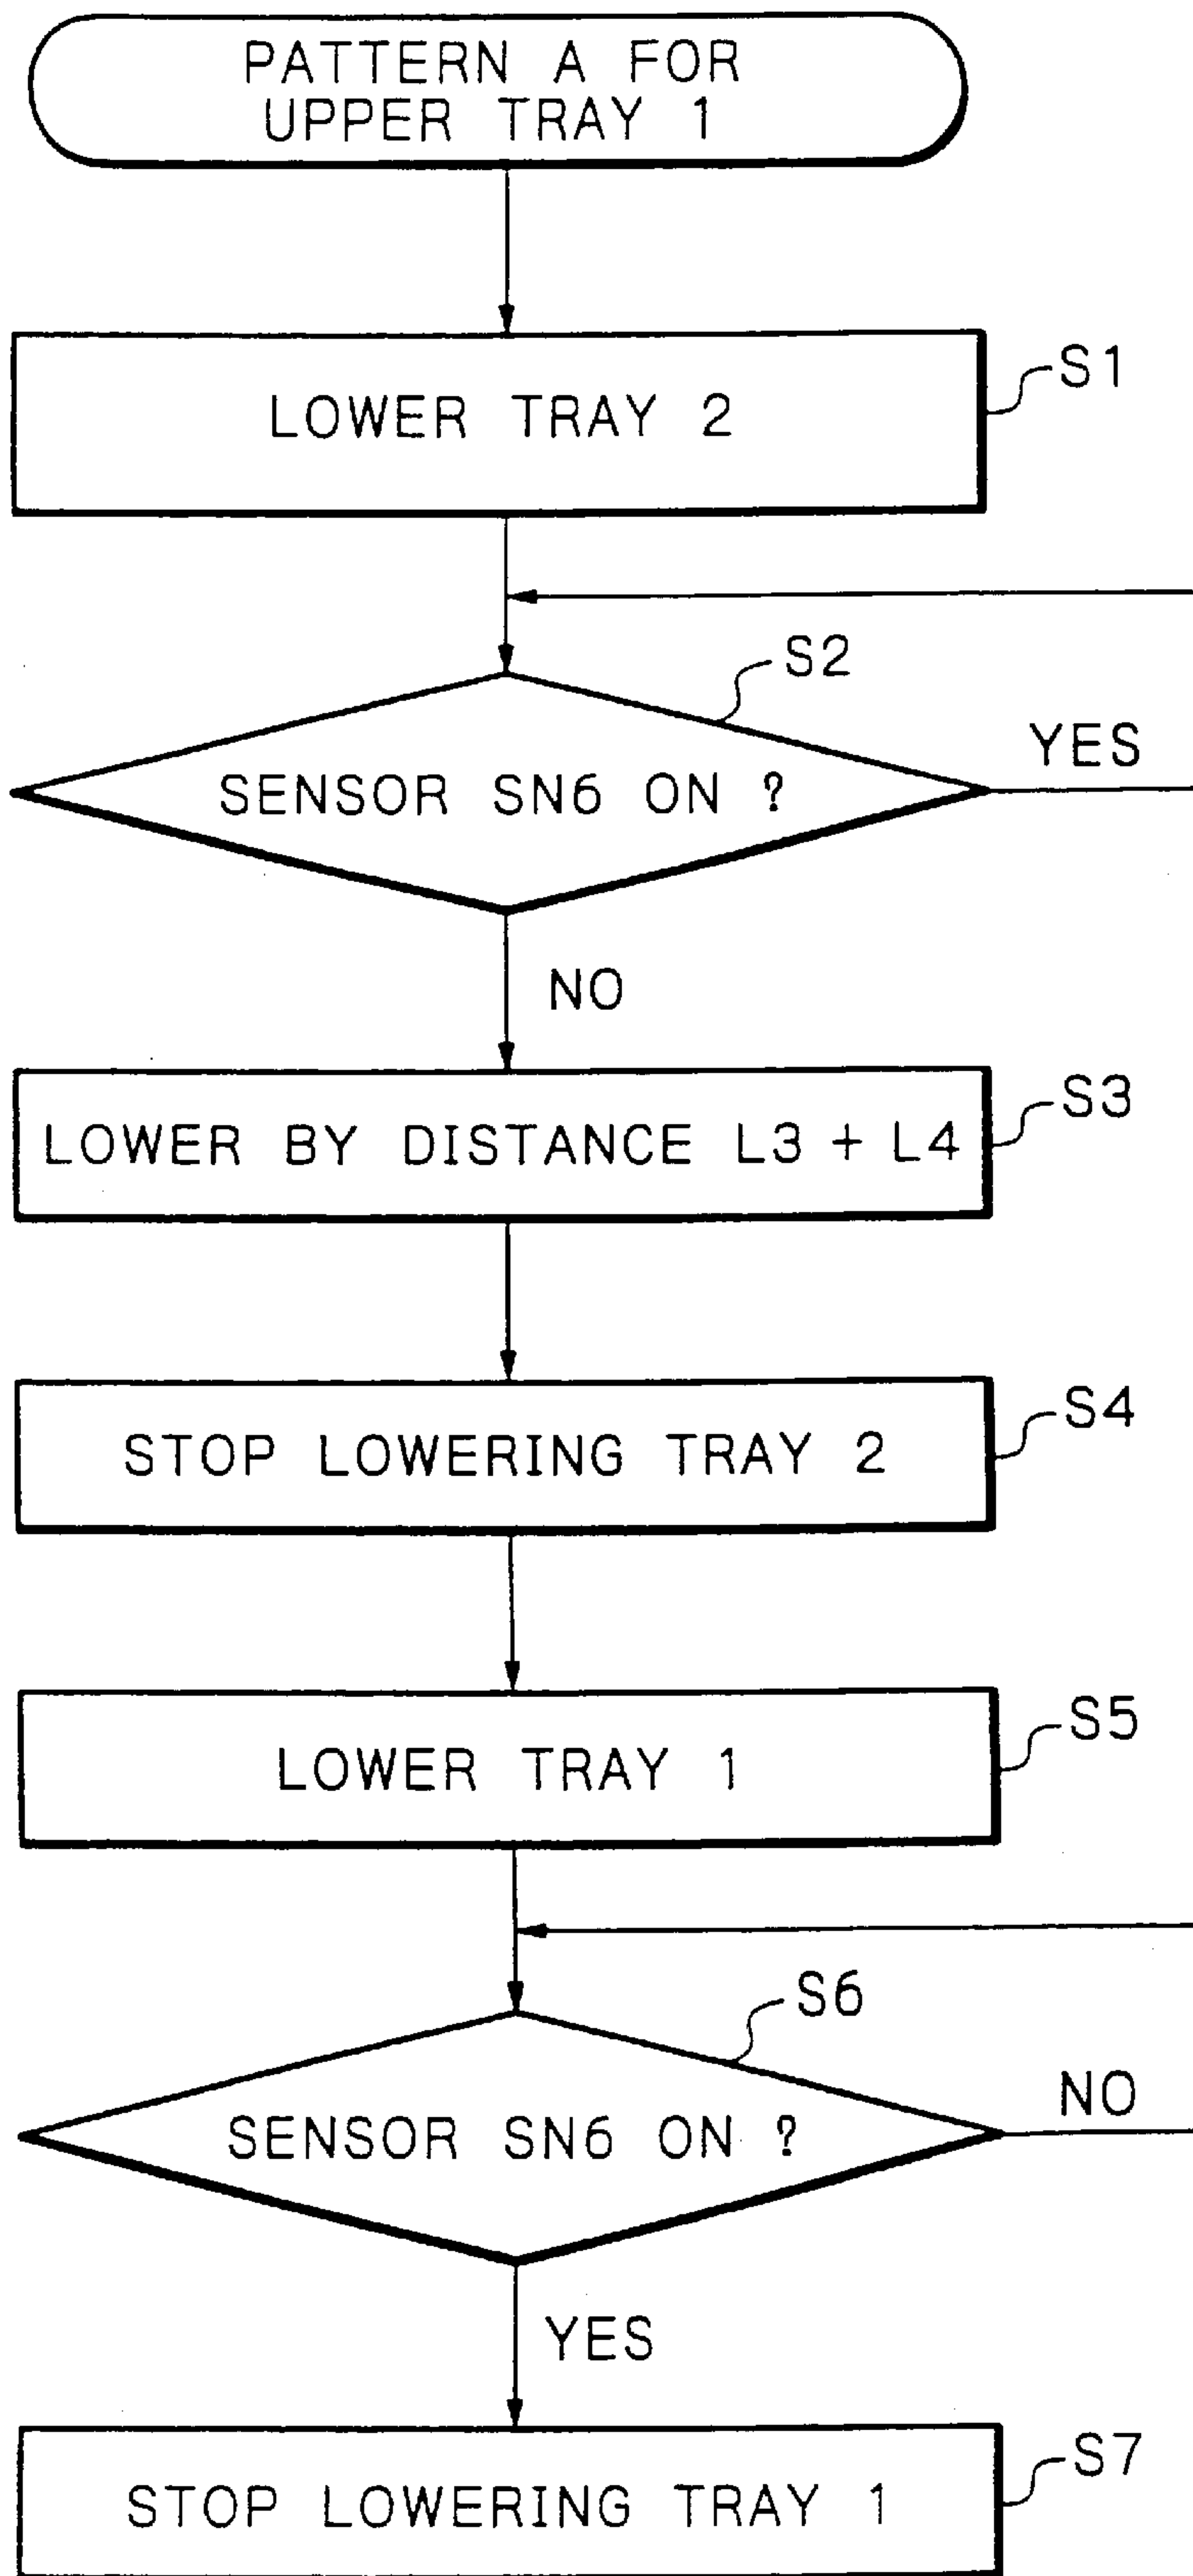 PATTERN A FOR
UPPER TRAY 1
LOWER TRAY 2
S1
S2
SENSOR SN6 ON ?
YES
NO
LOWER BY DISTANCE L3 + L4
S3
STOP LOWERING TRAY 2
S4
LOWER TRAY 1
S5
S6
SENSOR SN6 ON ?
NO
YES
STOP LOWERING TRAY 1
S7